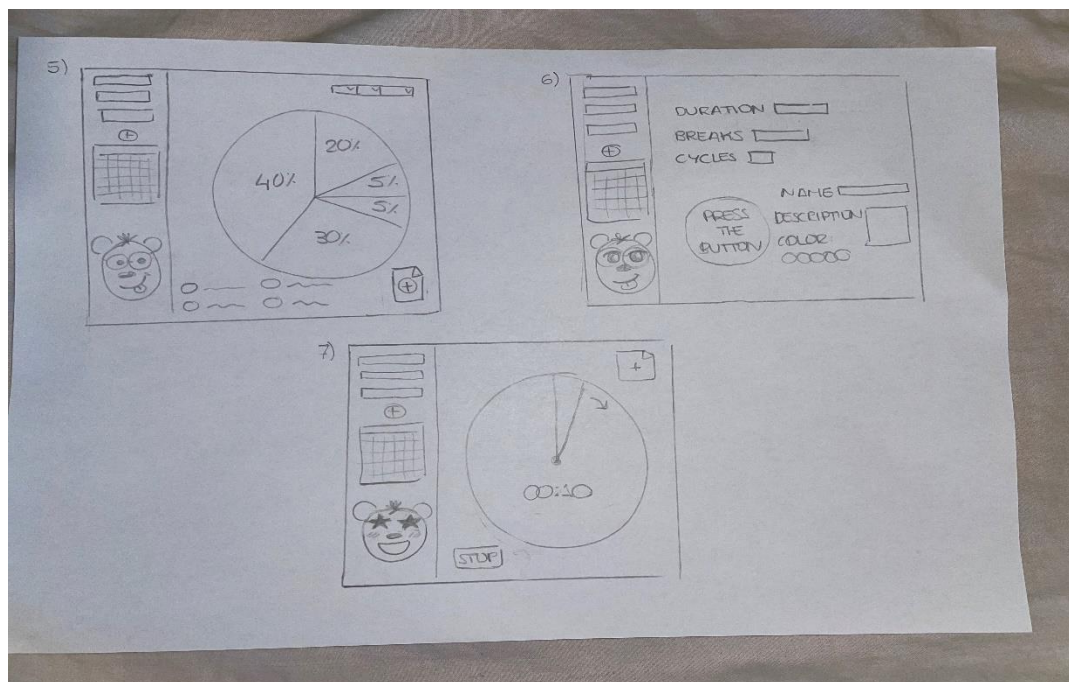 5)
20%
40%
5%
5%
30%
6)
DURATION
BREAKS
CYCLES
NAME
PRESS
THE
BUTTON
DESCRIPTION
COLOR
7)
00:10
STOP